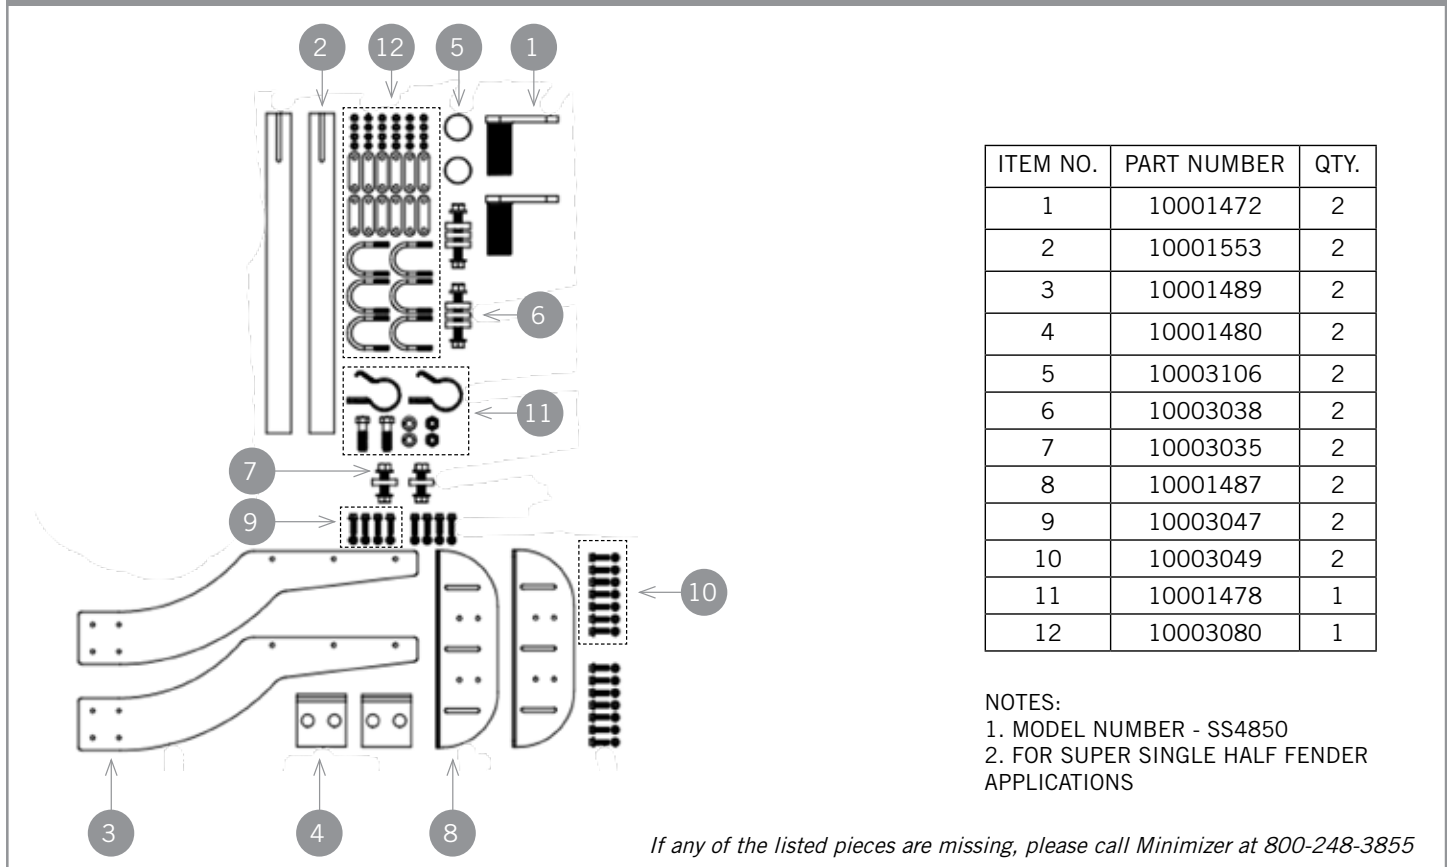 2
12
5
1
6
11
7
9
10
3
4
8
ITEM NO. PART NUMBER QTY.
1 10001472 2
2 10001553 2
3 10001489 2
4 10001480 2
5 10003106 2
6 10003038 2
7 10003035 2
8 10001487 2
9 10003047 2
10 10003049 2
11 10001478 1
12 10003080 1
NOTES:
1. MODEL NUMBER - SS4850
2. FOR SUPER SINGLE HALF FENDER
APPLICATIONS
If any of the listed pieces are missing, please call Minimizer at 800-248-3855